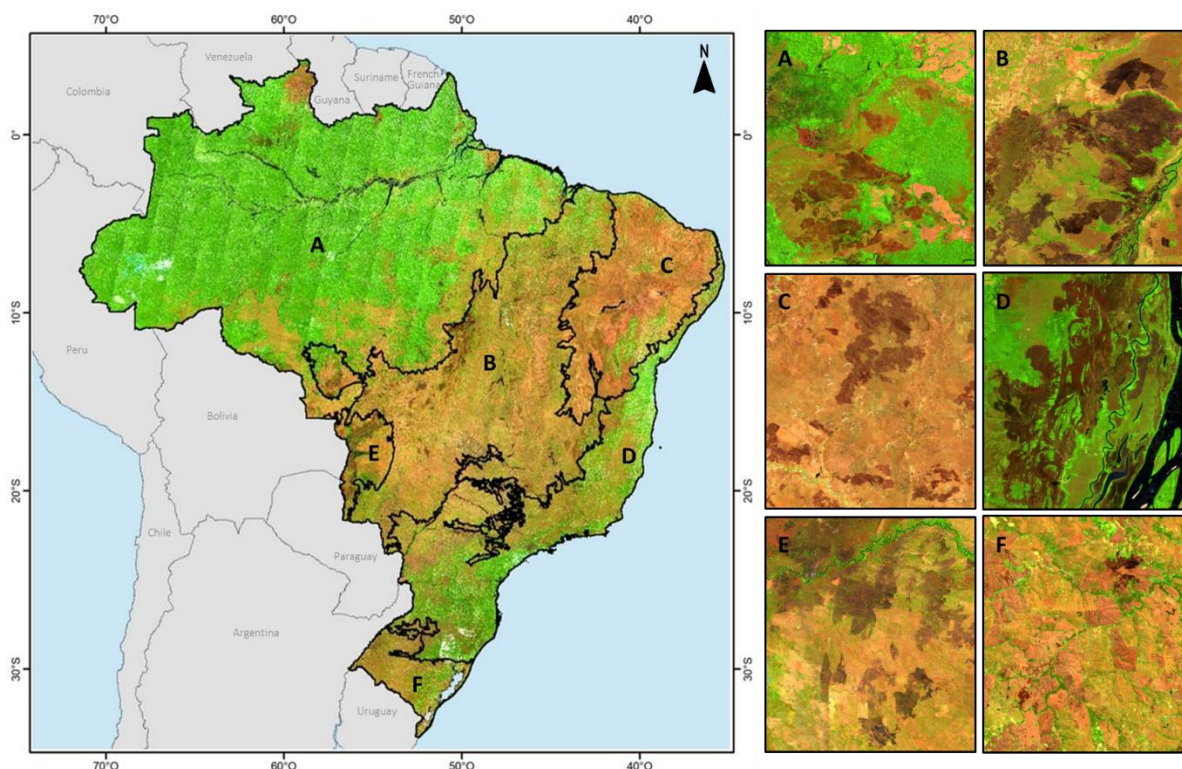 70°O 60°O 50°O 40°O
N
Venezuela
Suriname
French
Guiana
Colombia
Guyana
0° 0°
A
C
Peru
10°S 10°S
B
Bolivia
E
D
Chile
20°S 20°S
Paraguay
Argentina
30°S 30°S
F
Uruguay
70°O 60°O 50°O 40°O
A B
C D
E F